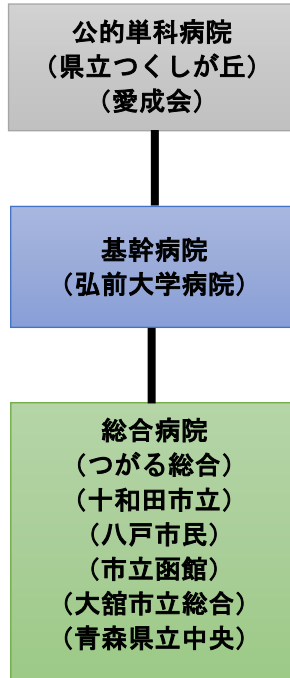 公的単科病院
（県立つくしが丘）
（愛成会）
基幹病院
（弘前大学病院）
総合病院
（つがる総合）
（十和田市立）
（八戸市民）
（市立函館）
（大舘市立総合）
（青森県立中央）